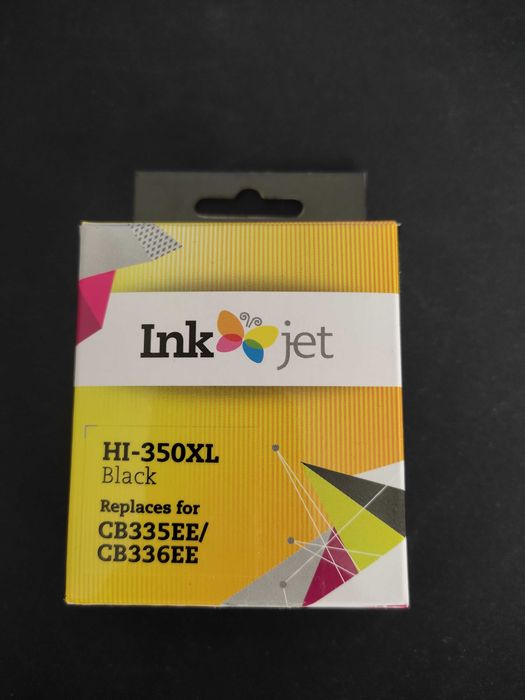 Ink jet
HI-350XL
Black
Replaces for
CB335EE/
CB336EE